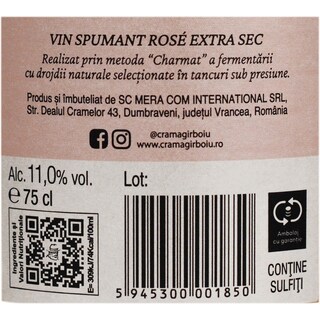 VIN SPUMANT ROSÉ EXTRA SEC
Realizat prin metoda "Charmat" a fermentării
cu drojdii naturale selecționate în tancuri sub presiune.
Produs și îmbuteliat de SC MERA COM INTERNATIONAL SRL,
Str. Dealul Cramelor 43, Dumbraveni, județul Vrancea, România
@cramagirboiu
www.cramagirboiu.ro
Alc. 11,0% vol.
℮ 75 cl
Lot:
Ingrediente și
Valori Nutriționale
E= 309kJ/74Kcal/100ml
5 945300 001850
Ambalaj
cu garanție
CONȚINE
SULFIȚI